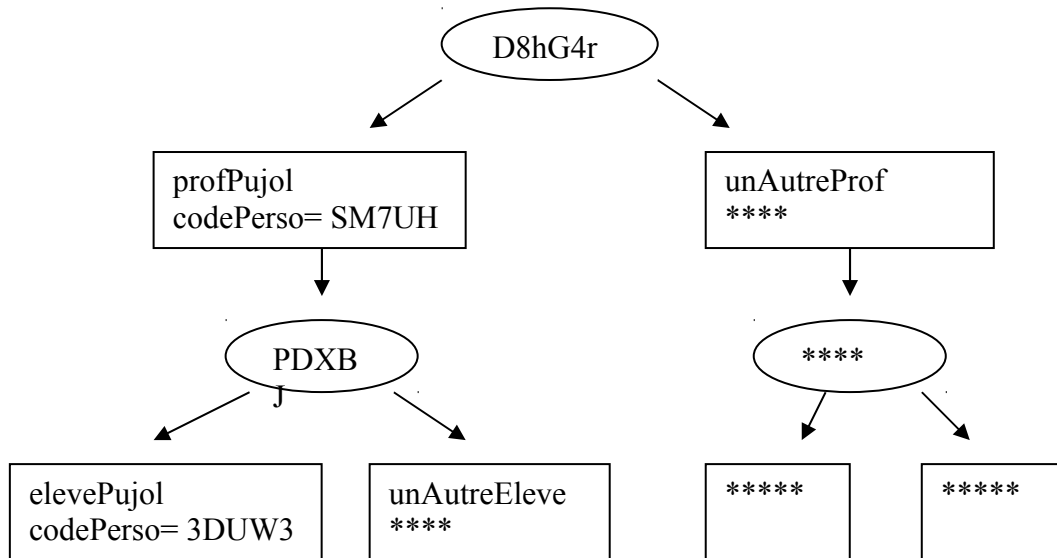 D8hG4r
profPujol
codePerso= SM7UH
unAutreProf
****
PDXB
J
****
elevePujol
codePerso= 3DUW3
unAutreEleve
****
*****
*****